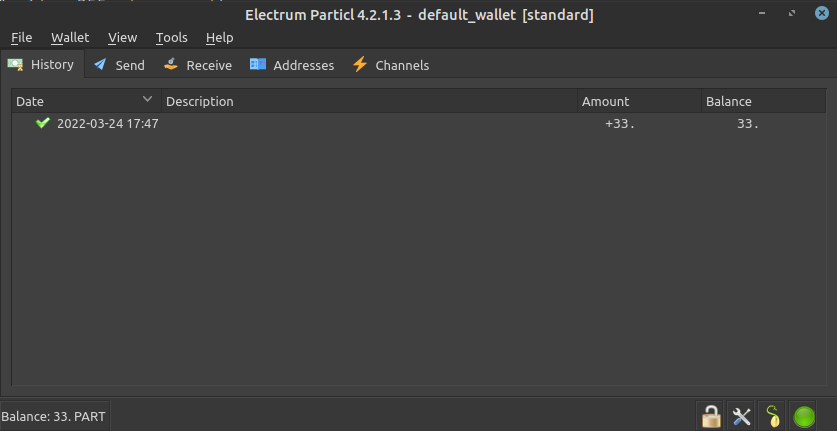 Electrum Particl 4.2.1.3 - default_wallet [standard]
File Wallet View Tools Help
History Send Receive Addresses Channels
Date Description Amount Balance
2022-03-24 17:47 +33. 33.
Balance: 33. PART